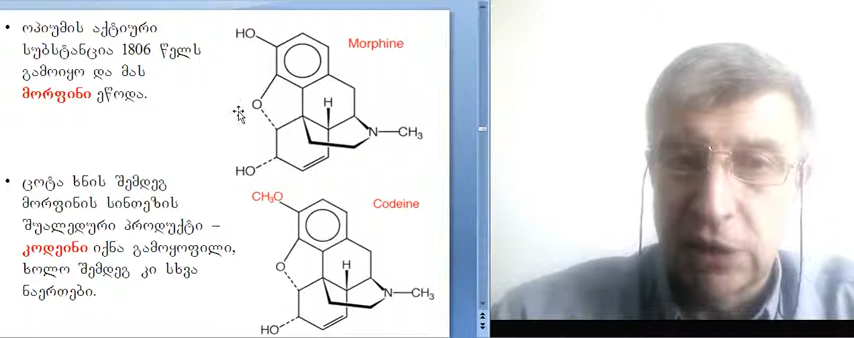 • ოპიუმის აქტიური
სუბსტანცია 1806 წელს
გამოიყო და მას
მორფინი ეწოდა.
HO
Morphine
O
H
N
CH3
HO
• ცოტა ხნის შემდეგ
მორფინის სინთეზის
შუალედური პროდუქტი –
კოდეინი იქნა გამოყოფილი,
ხოლო შემდეგ კი სხვა
ნაერთები.
CH3O
Codeine
O
H
N
CH3
HO